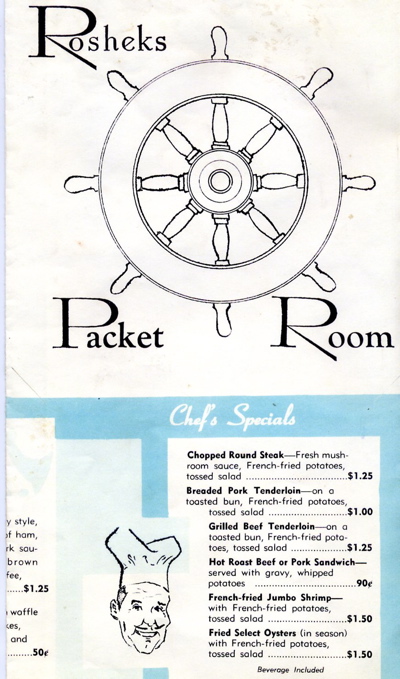 Rosheks
Packet Room
Chef's Specials
Chopped Round Steak—Fresh mush-
room sauce, French-fried potatoes,
tossed salad ............................$1.25
Breaded Pork Tenderloin—on a
toasted bun, French-fried potatoes,
tossed salad ......................$1.00
Grilled Beef Tenderloin—on a
toasted bun, French-fried pota-
toes, tossed salad ................$1.25
Hot Roast Beef or Pork Sandwich—
served with gravy, whipped
potatoes ............................90¢
French-fried Jumbo Shrimp—
with French-fried potatoes,
tossed salad ......................$1.50
Fried Select Oysters (in season)
with French-fried potatoes,
tossed salad ......................$1.50
Beverage Included
y style,
of ham,
rk sau-
brown
fee,
....$1.25
waffle
kes,
and
....50¢